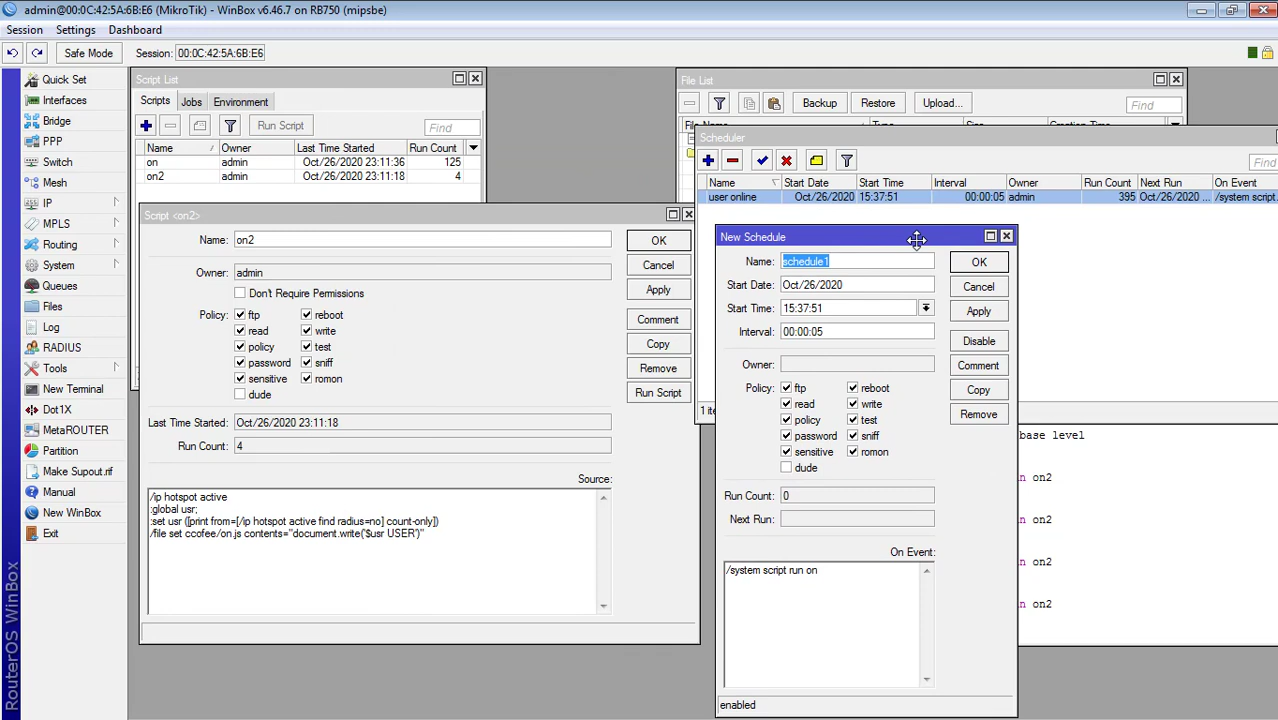 admin@00:0C:42:5A:6B:E6 (MikroTik) - WinBox v6.46.7 on RB750 (mipsbe)
Session Settings Dashboard
Safe Mode Session: 00:0C:42:5A:6B:E6
Quick Set
Interfaces
Bridge
PPP
Switch
Mesh
IP
MPLS
Routing
System
Queues
Files
Log
RADIUS
Tools
New Terminal
Dot1X
MetaROUTER
Partition
Make Supout.rif
Manual
New WinBox
Exit
RouterOS WinBox
Script List
Scripts Jobs Environment
Run Script Find
Name Owner Last Time Started Run Count
on admin Oct/26/2020 23:11:36 125
on2 admin Oct/26/2020 23:11:18 4
Script <on2>
Name: on2
Owner: admin
Don't Require Permissions
Policy: ftp reboot
read write
policy test
password sniff
sensitive romon
dude
Last Time Started: Oct/26/2020 23:11:18
Run Count: 4
Source:
/ip hotspot active
:global usr;
:set usr ([print from=[/ip hotspot active find radius=no] count-only])
/file set ccofee/on.js contents="document.write('$usr USER')"
OK
Cancel
Apply
Comment
Copy
Remove
Run Script
File List
Backup Restore Upload... Find
Scheduler
Find
Name Start Date Start Time Interval Owner Run Count Next Run On Event
user online Oct/26/2020 15:37:51 00:00:05 admin 395 Oct/26/2020 ... /system script
New Schedule
Name: schedule1
Start Date: Oct/26/2020
Start Time: 15:37:51
Interval: 00:00:05
Owner:
Policy: ftp reboot
read write
policy test
password sniff
sensitive romon
dude
Run Count: 0
Next Run:
On Event:
/system script run on
enabled
OK
Cancel
Apply
Disable
Comment
Copy
Remove
base level
on2
on2
on2
on2